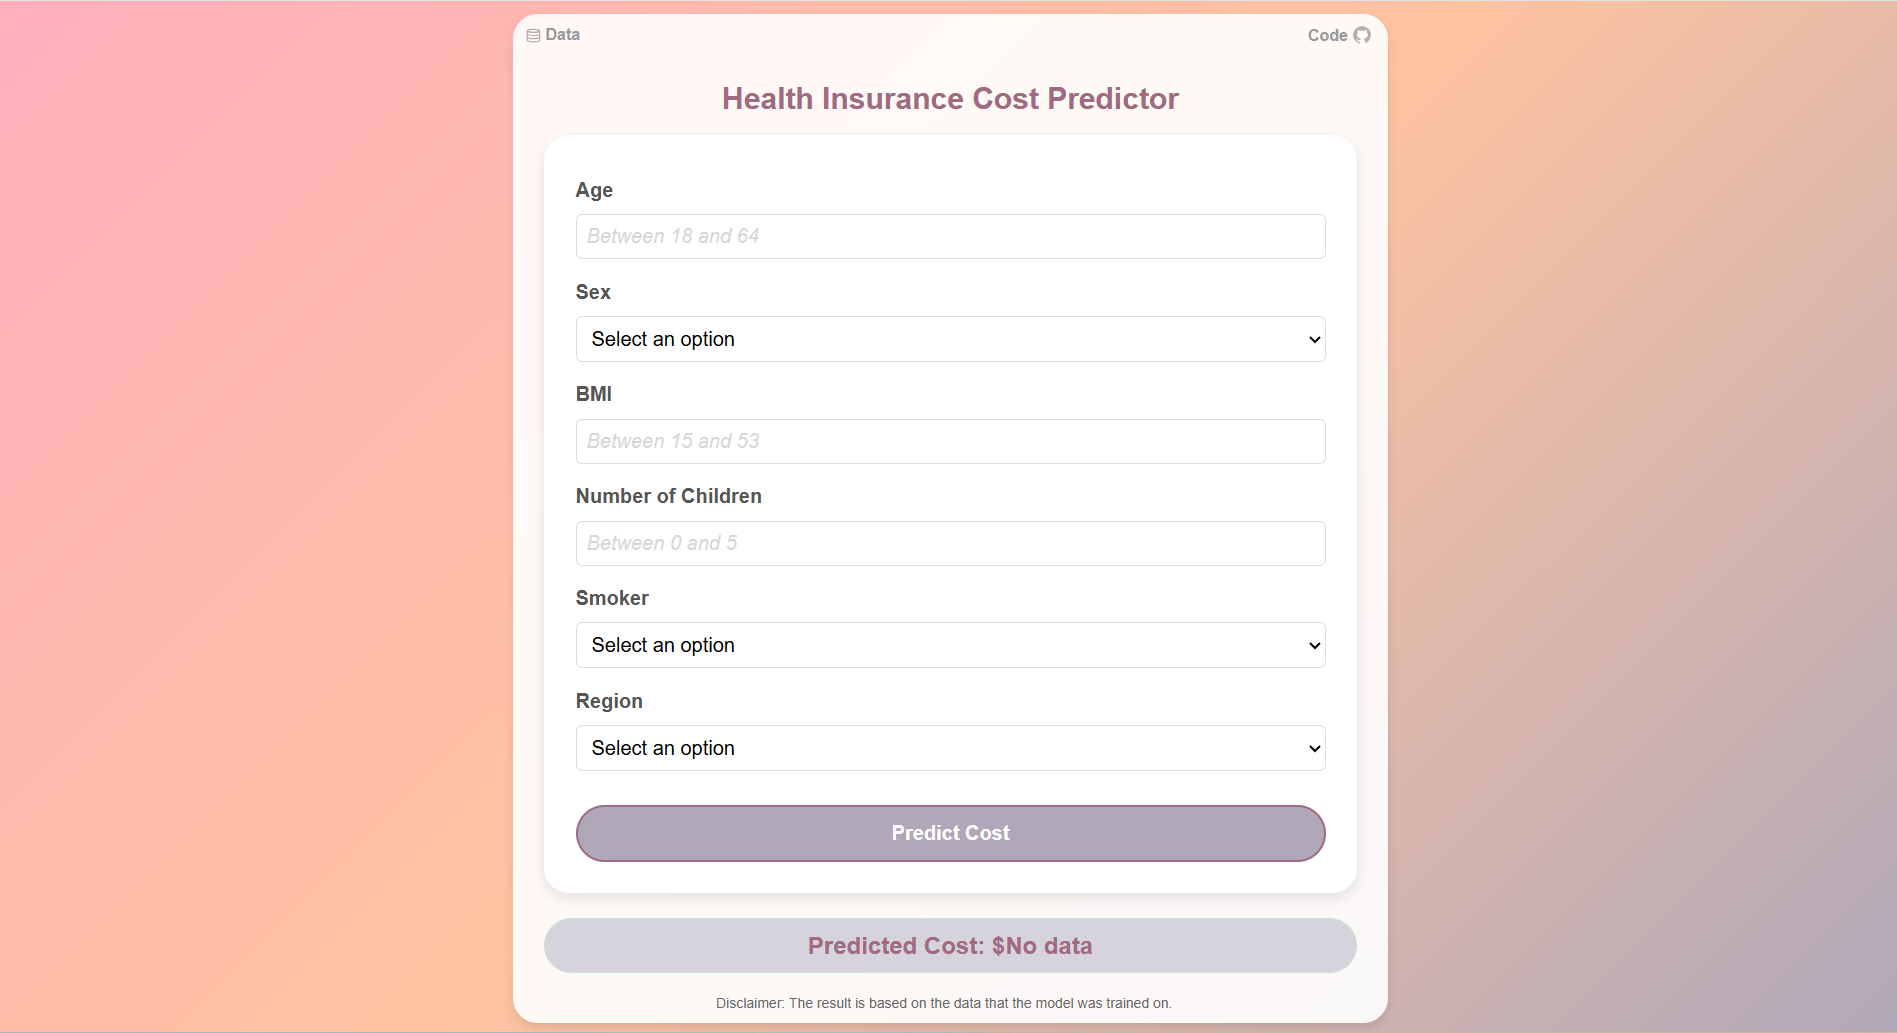 Data
Code
Health Insurance Cost Predictor
Age
Between 18 and 64
Sex
Select an option
BMI
Between 15 and 53
Number of Children
Between 0 and 5
Smoker
Select an option
Region
Select an option
Predict Cost
Predicted Cost: $No data
Disclaimer: The result is based on the data that the model was trained on.